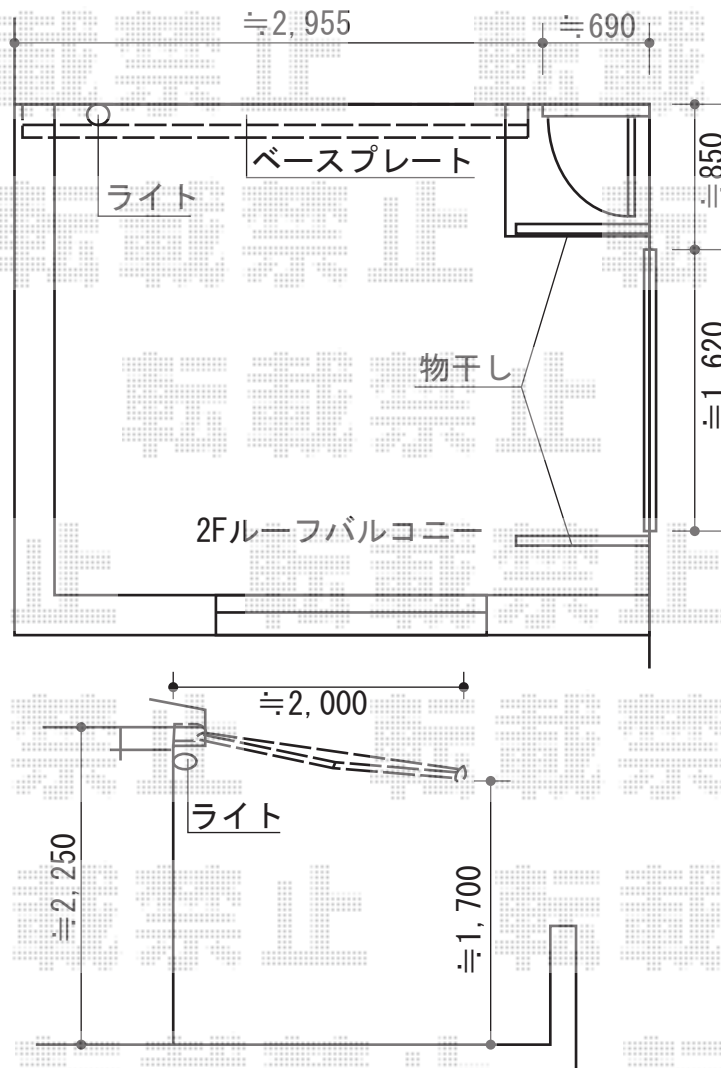 ≒2,955
≒690
ベースプレート
ライト
≒850
≒1,620
物干し
2Fルーフバルコニー
≒2,000
ライト
≒2,250
≒1,700
転載禁止